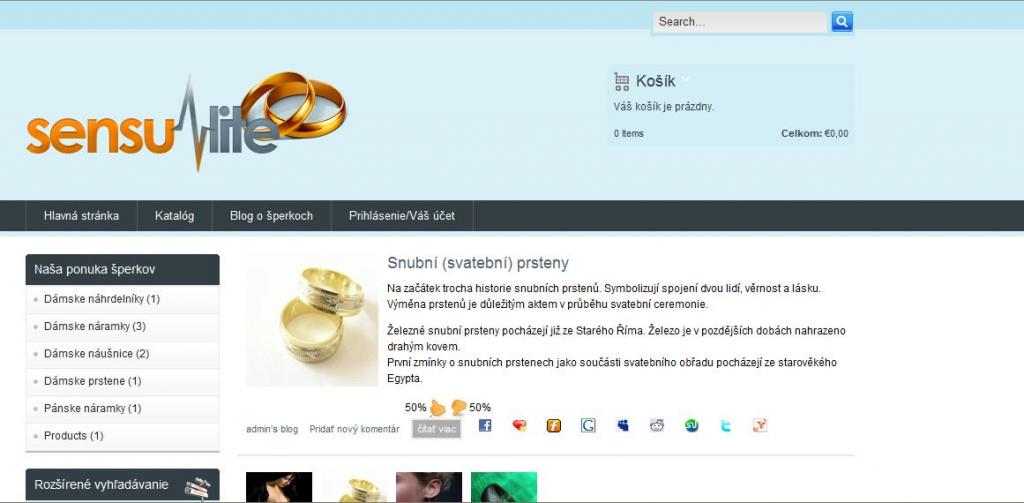 Search...
sensu lite
Košík
Váš košík je prázdny.
0 Items Celkom: €0,00
Hlavná stránka Katalóg Blog o šperkoch Prihlásenie/Váš účet
Naša ponuka šperkov
Dámske náhrdelníky (1)
Dámske náramky (3)
Dámske náušnice (2)
Dámske prstene (1)
Pánske náramky (1)
Products (1)
Rozšírené vyhľadávanie
Snubní (svatební) prsteny
Na začátek trocha historie snubních prstenů. Symbolizují spojení dvou lidí, věrnost a lásku.
Výměna prstenů je důležitým aktem v průběhu svatební ceremonie.
Železné snubní prsteny pocházejí již ze Starého Říma. Železo je v pozdějších dobách nahrazeno
drahým kovem.
První zmínky o snubních prstenech jako součásti svatebního obřadu pocházejí ze starověkého
Egypta.
50% 50%
admin's blog Pridať nový komentár čítať viac